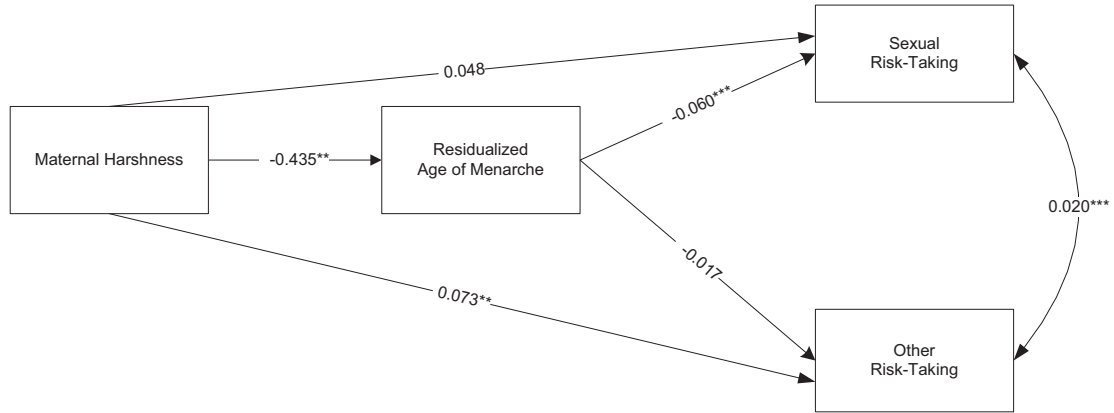 Sexual
Risk-Taking
0.048
-0.060***
Maternal Harshness
-0.435**
Residualized
Age of Menarche
0.020***
-0.017
0.073**
Other
Risk-Taking